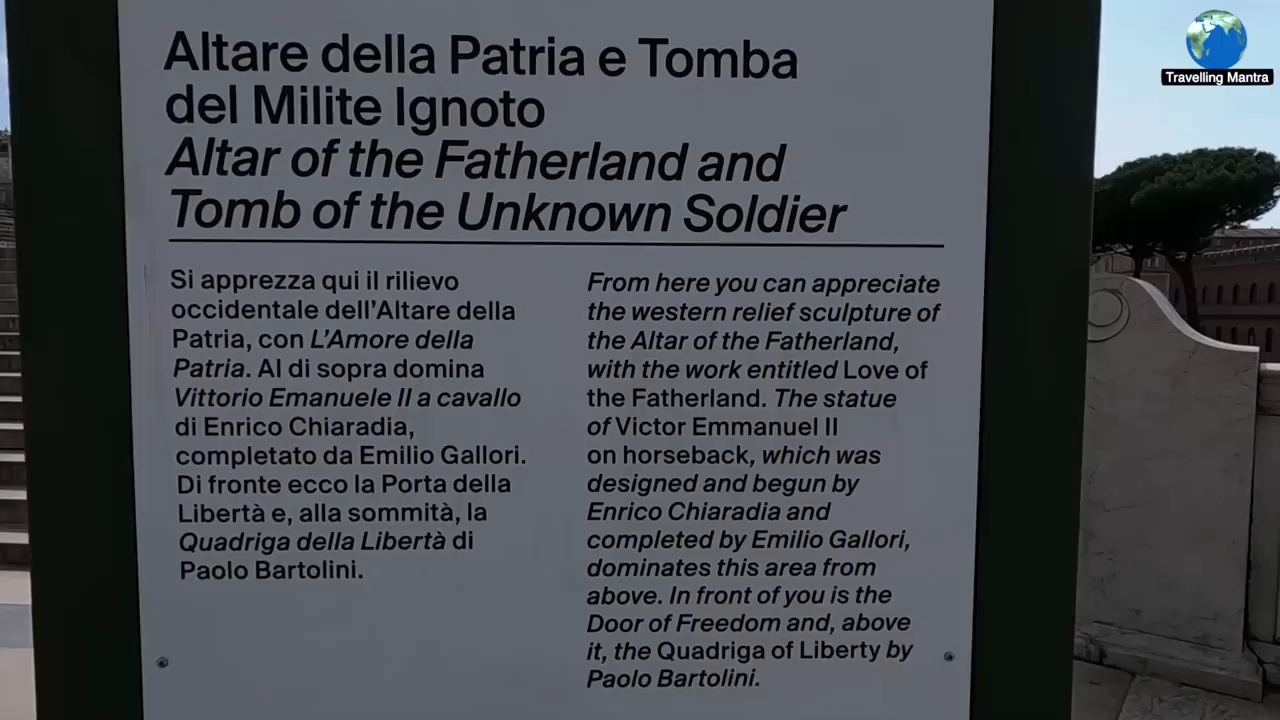 Altare della Patria e Tomba
del Milite Ignoto
Altar of the Fatherland and
Tomb of the Unknown Soldier
Si apprezza qui il rilievo
occidentale dell'Altare della
Patria, con L'Amore della
Patria. Al di sopra domina
Vittorio Emanuele II a cavallo
di Enrico Chiaradia,
completato da Emilio Gallori.
Di fronte ecco la Porta della
Libertà e, alla sommità, la
Quadriga della Libertà di
Paolo Bartolini.
From here you can appreciate
the western relief sculpture of
the Altar of the Fatherland,
with the work entitled Love of
the Fatherland. The statue
of Victor Emmanuel II
on horseback, which was
designed and begun by
Enrico Chiaradia and
completed by Emilio Gallori,
dominates this area from
above. In front of you is the
Door of Freedom and, above
it, the Quadriga of Liberty by
Paolo Bartolini.
Travelling Mantra